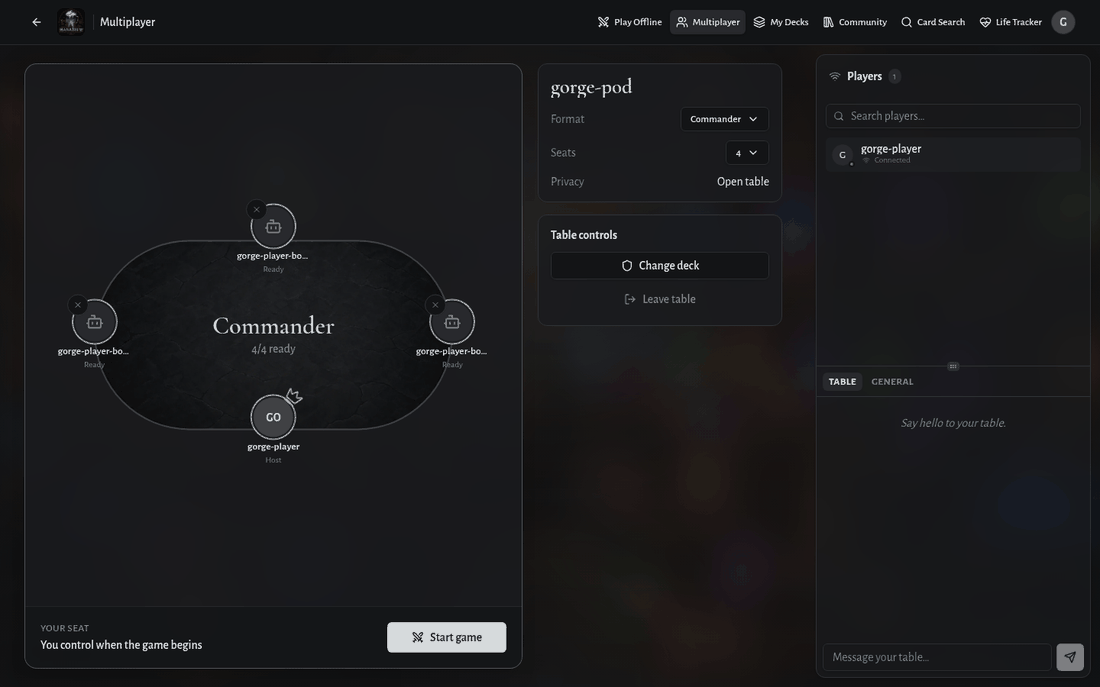 Multiplayer
Play Offline
Multiplayer
My Decks
Community
Card Search
Life Tracker
G
gorge-player-bo...
Ready
gorge-player-bo...
Ready
gorge-player-bo...
Ready
Commander
4/4 ready
GO
gorge-player
Host
YOUR SEAT
You control when the game begins
Start game
gorge-pod
Format
Commander
Seats
4
Privacy
Open table
Table controls
Change deck
Leave table
Players
1
Search players...
G
gorge-player
Connected
TABLE
GENERAL
Say hello to your table.
Message your table...